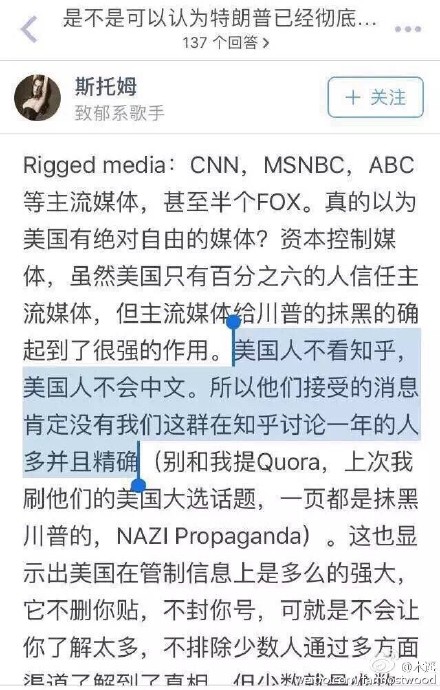 是不是可以认为特朗普已经彻底...
137 个回答 >
斯托姆
致郁系歌手
+ 关注
Rigged media：CNN，MSNBC，ABC
等主流媒体，甚至半个FOX。真的以为
美国有绝对自由的媒体？资本控制媒
体，虽然美国只有百分之六的人信任主
流媒体，但主流媒体给川普的抹黑的确
起到了很强的作用。美国人不看知乎，
美国人不会中文。所以他们接受的消息
肯定没有我们这群在知乎讨论一年的人
多并且精确（别和我提Quora，上次我
刷他们的美国大选话题，一页都是抹黑
川普的，NAZI Propaganda）。这也显
示出美国在管制信息上是多么的强大，
它不删你贴，不封你号，可就是不会让
你了解太多，不排除少数人通过多方面
渠道了解到了真相，但少数